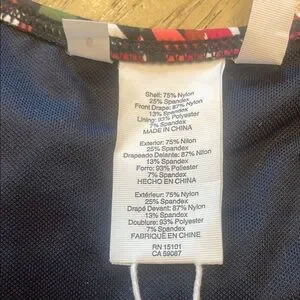 Shell: 75% Nylon
25% Spandex
Front Drape: 87% Nylon
13% Spandex
Lining: 93% Polyester
7% Spandex
MADE IN CHINA
Exterior: 75% Nilon
25% Spandex
Drapeado Delante: 87% Nilon
13% Spandex
Forro: 93% Poliester
7% Spandex
HECHO EN CHINA
Extérieur: 75% Nylon
25% Spandex
Drapé Devant: 87% Nylon
13% Spandex
Doublure: 93% Polyester
7% Spandex
FABRIQUÉ EN CHINE
RN 15101
CA 59087